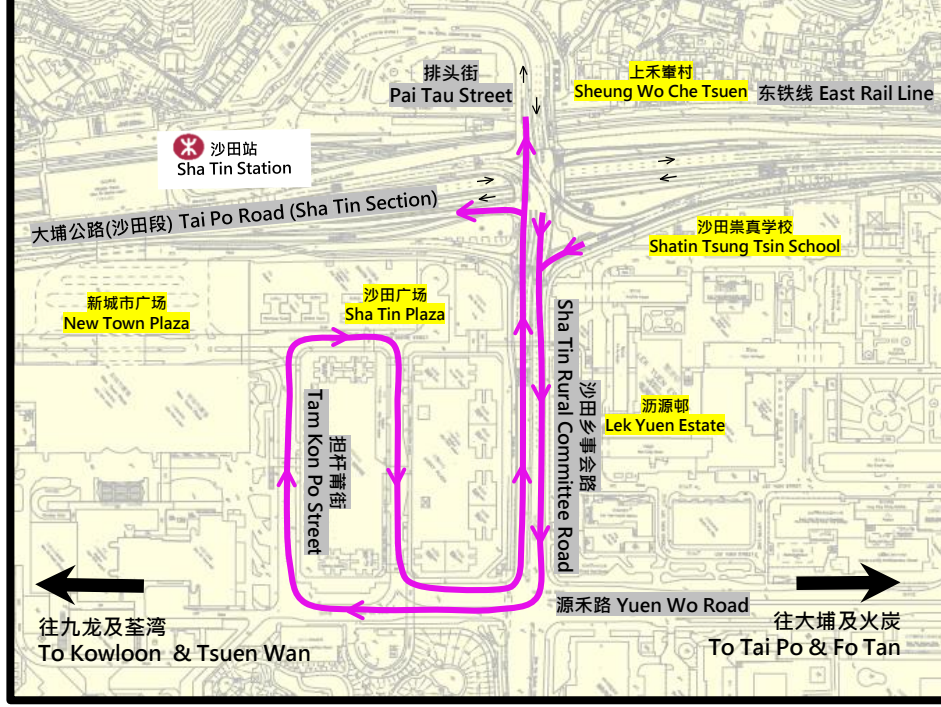 排头街
Pai Tau Street
上禾輋村
Sheung Wo Che Tsuen
东铁线 East Rail Line
沙田站
Sha Tin Station
大埔公路(沙田段) Tai Po Road (Sha Tin Section)
沙田崇真学校
Shatin Tsung Tsin School
新城市广场
New Town Plaza
沙田广场
Sha Tin Plaza
沙田乡事会路
Sha Tin Rural Committee Road
沥源邨
Lek Yuen Estate
担杆莆街
Tam Kon Po Street
源禾路 Yuen Wo Road
往九龙及荃湾
To Kowloon & Tsuen Wan
往大埔及火炭
To Tai Po & Fo Tan